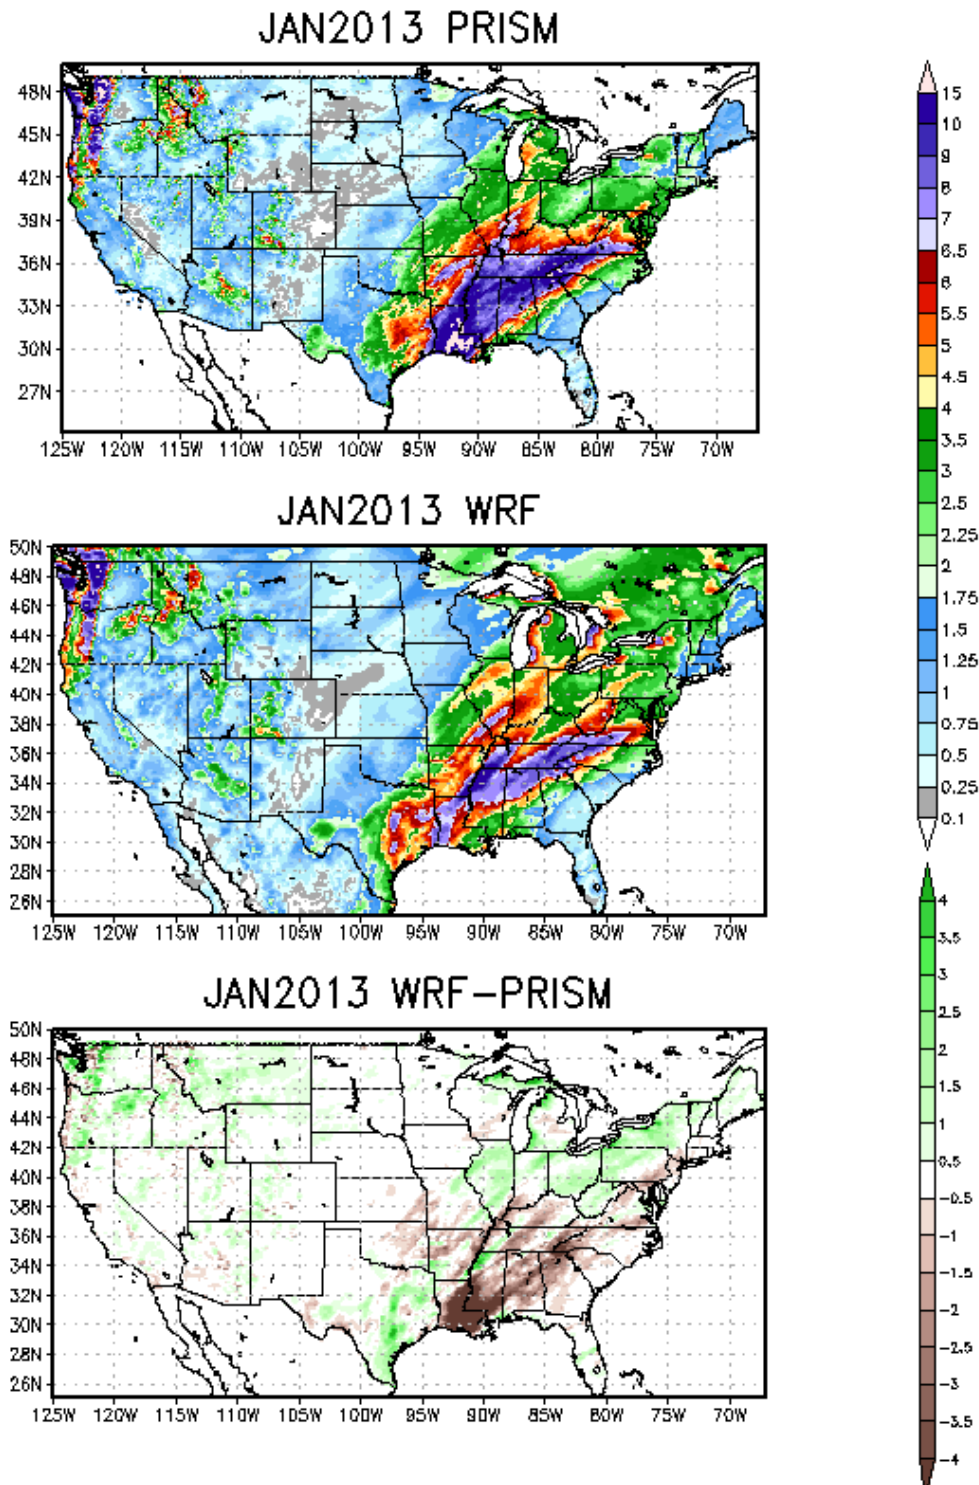 JAN2013 PRISM
48N
45N
42N
39N
36N
33N
30N
27N
125W 120W 115W 110W 105W 100W 95W 90W 85W 80W 75W 70W
JAN2013 WRF
50N
48N
46N
44N
42N
40N
38N
36N
34N
32N
30N
28N
26N
125W 120W 115W 110W 105W 100W 95W 90W 85W 80W 75W 70W
JAN2013 WRF-PRISM
50N
48N
46N
44N
42N
40N
38N
36N
34N
32N
30N
28N
26N
125W 120W 115W 110W 105W 100W 95W 90W 85W 80W 75W 70W
15
10
9
8
7
6.5
6
5.5
5
4.5
4
3.5
3
2.5
2.25
2
1.75
1.5
1.25
1
0.75
0.5
0.25
0.1
4
3.5
3
2.5
2
1.5
1
0.5
-0.5
-1
-1.5
-2
-2.5
-3
-3.5
-4